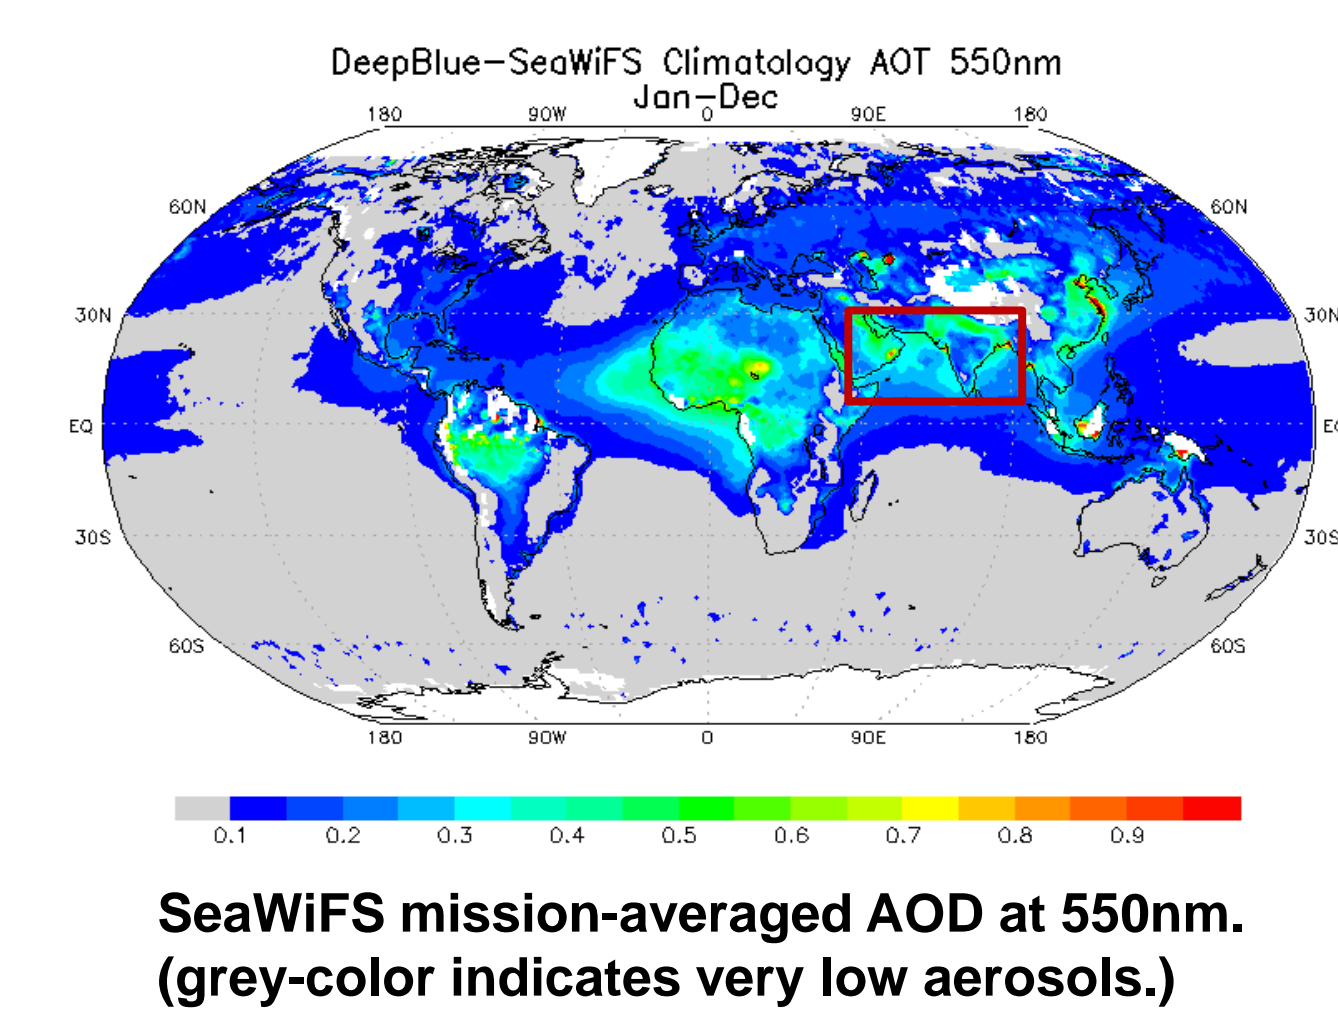 DeepBlue-SeaWiFS Climatology AOT 550nm
Jan-Dec
180 90W 0 90E 180
60N 60N
30N 30N
EQ EQ
30S 30S
60S 60S
180 90W 0 90E 180
0.1 0.2 0.3 0.4 0.5 0.6 0.7 0.8 0.9
SeaWiFS mission-averaged AOD at 550nm.
(grey-color indicates very low aerosols.)